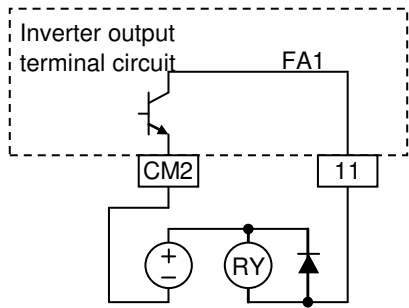 Inverter output
terminal circuit
FA1
CM2
11
+
–
RY